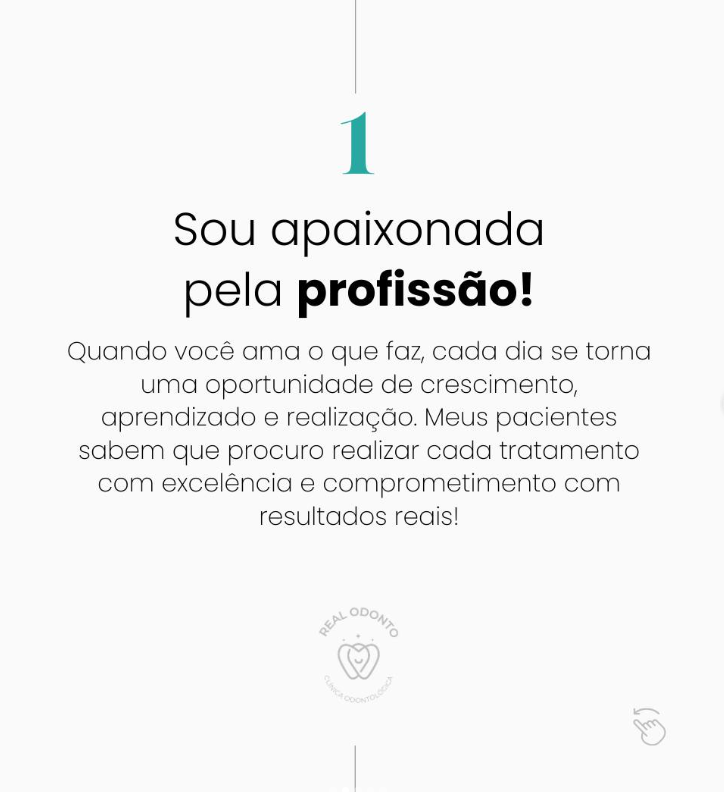 1
Sou apaixonada
pela profissão!
Quando você ama o que faz, cada dia se torna
uma oportunidade de crescimento,
aprendizado e realização. Meus pacientes
sabem que procuro realizar cada tratamento
com excelência e comprometimento com
resultados reais!
REAL ODONTO
CLÍNICA ODONTOLÓGICA